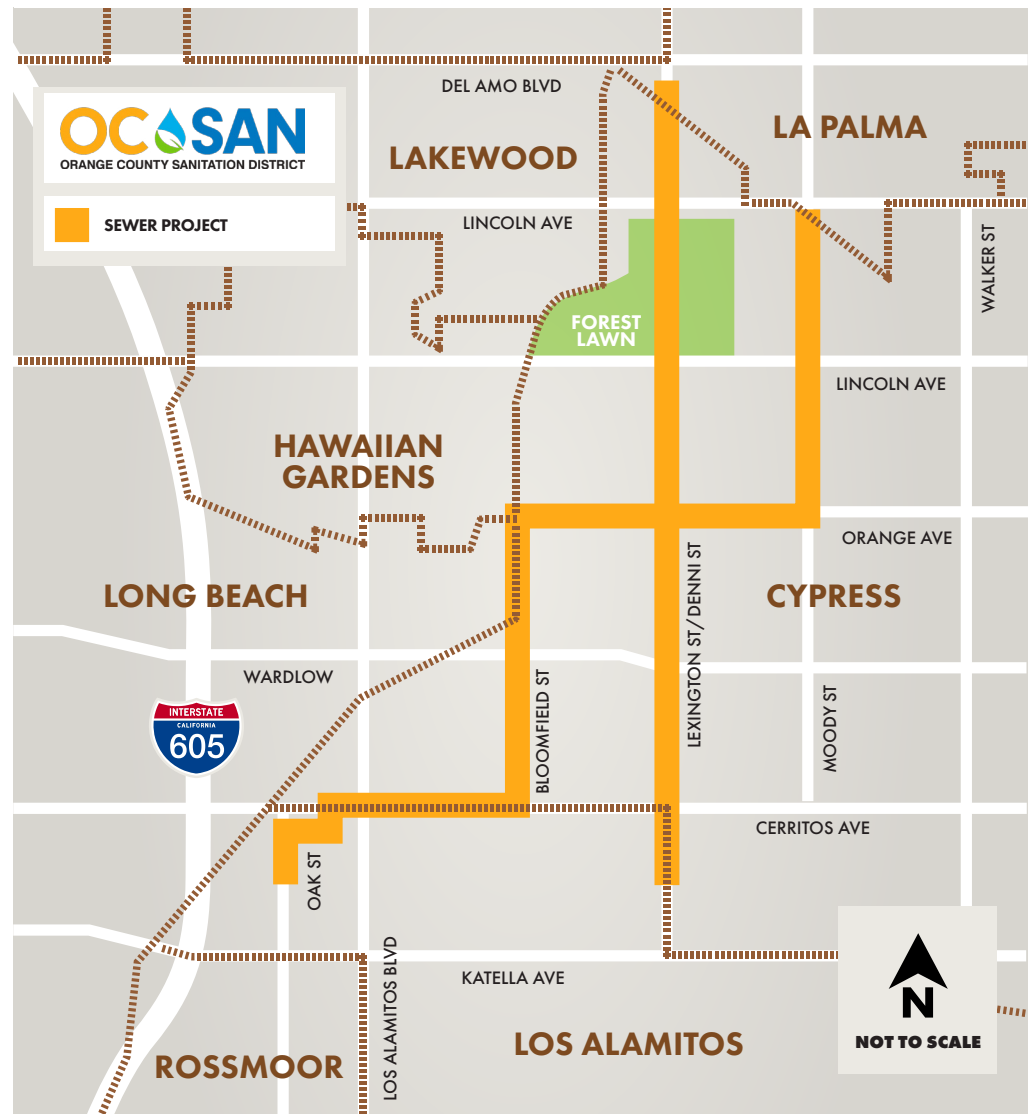 DEL AMO BLVD
OC SAN
ORANGE COUNTY SANITATION DISTRICT
LA PALMA
LAKEWOOD
SEWER PROJECT
LINCOLN AVE
WALKER ST
FOREST
LAWN
LINCOLN AVE
HAWAIIAN
GARDENS
ORANGE AVE
LONG BEACH
CYPRESS
LEXINGTON ST/DENNI ST
WARDLOW
BLOOMFIELD ST
MOODY ST
INTERSTATE
CALIFORNIA
605
CERRITOS AVE
OAK ST
LOS ALAMITOS BLVD
KATELLA AVE
N
NOT TO SCALE
LOS ALAMITOS
ROSSMOOR